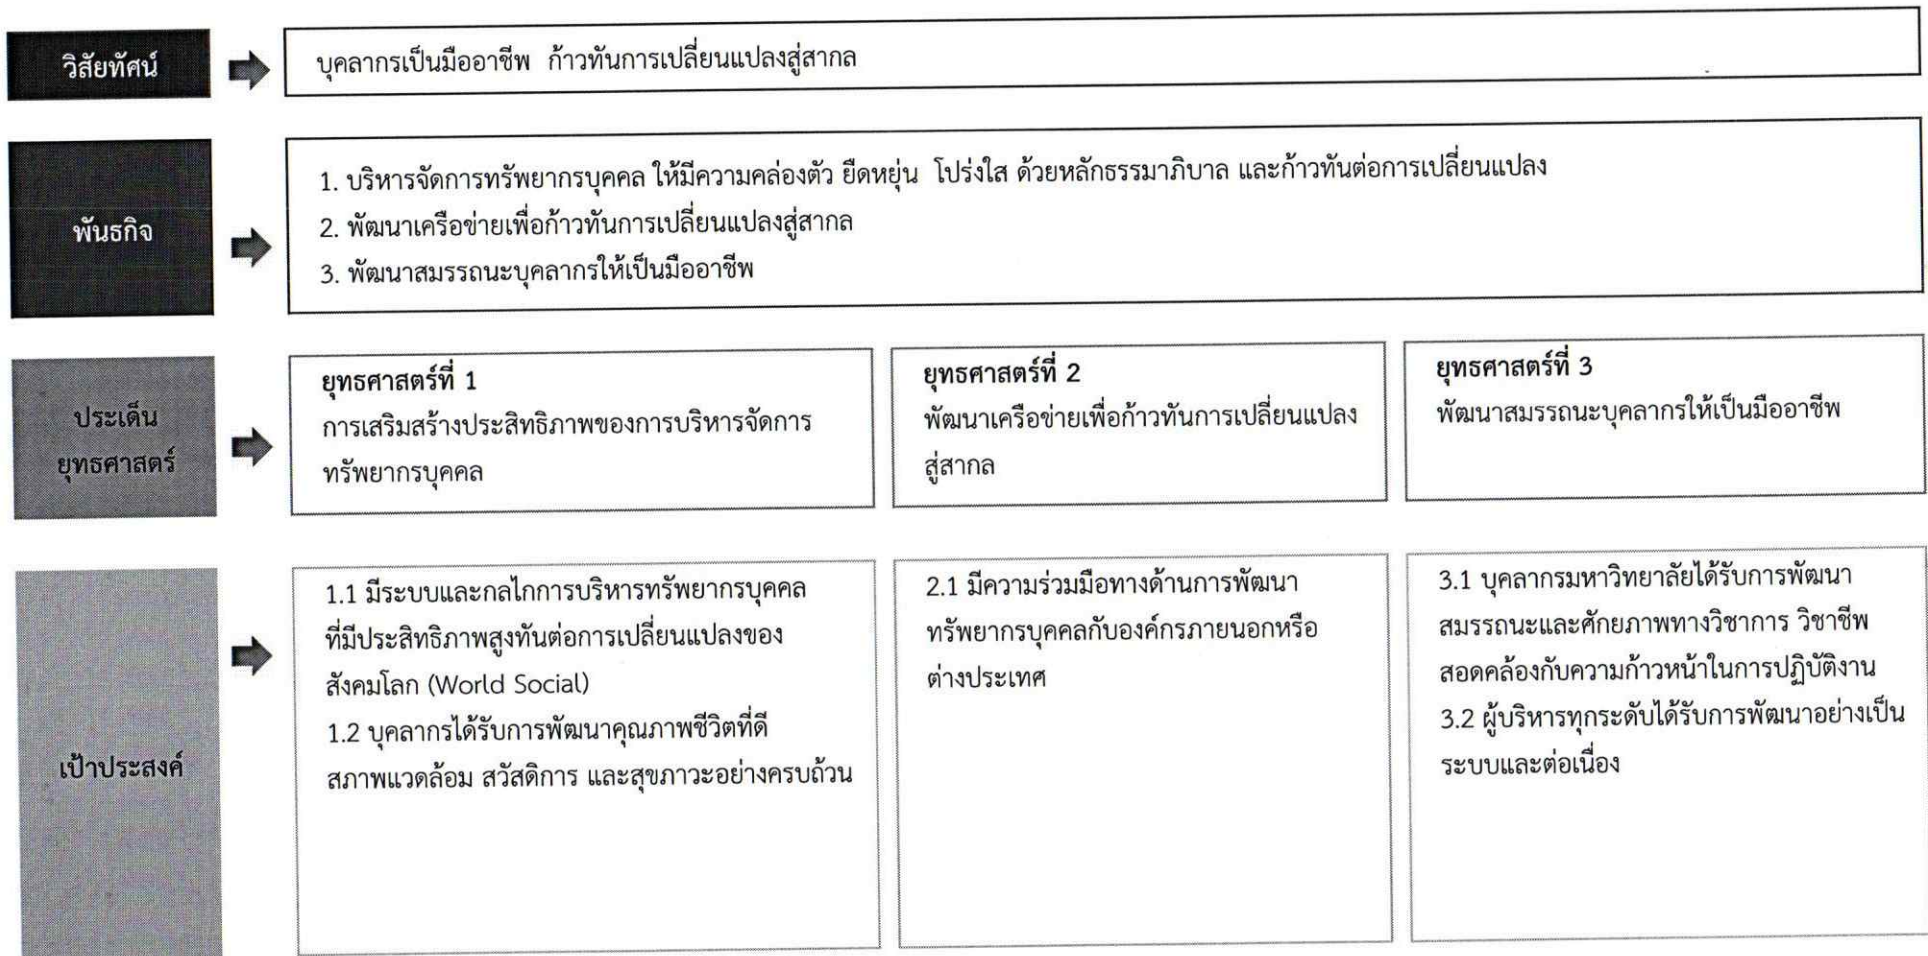 วิสัยทัศน์
บุคลากรเป็นมืออาชีพ ก้าวทันการเปลี่ยนแปลงสู่สากล
พันธกิจ
1. บริหารจัดการทรัพยากรบุคคล ให้มีความคล่องตัว ยืดหยุ่น โปร่งใส ด้วยหลักธรรมาภิบาล และก้าวทันต่อการเปลี่ยนแปลง
2. พัฒนาเครือข่ายเพื่อก้าวทันการเปลี่ยนแปลงสู่สากล
3. พัฒนาสมรรถนะบุคลากรให้เป็นมืออาชีพ
ประเด็น
ยุทธศาสตร์
ยุทธศาสตร์ที่ 1
การเสริมสร้างประสิทธิภาพของการบริหารจัดการ
ทรัพยากรบุคคล
ยุทธศาสตร์ที่ 2
พัฒนาเครือข่ายเพื่อก้าวทันการเปลี่ยนแปลง
สู่สากล
ยุทธศาสตร์ที่ 3
พัฒนาสมรรถนะบุคลากรให้เป็นมืออาชีพ
เป้าประสงค์
1.1 มีระบบและกลไกการบริหารทรัพยากรบุคคล
ที่มีประสิทธิภาพสูงทันต่อการเปลี่ยนแปลงของ
สังคมโลก (World Social)
1.2 บุคลากรได้รับการพัฒนาคุณภาพชีวิตที่ดี
สภาพแวดล้อม สวัสดิการ และสุขภาวะอย่างครบถ้วน
2.1 มีความร่วมมือทางด้านการพัฒนา
ทรัพยากรบุคคลกับองค์กรภายนอกหรือ
ต่างประเทศ
3.1 บุคลากรมหาวิทยาลัยได้รับการพัฒนา
สมรรถนะและศักยภาพทางวิชาการ วิชาชีพ
สอดคล้องกับความก้าวหน้าในการปฏิบัติงาน
3.2 ผู้บริหารทุกระดับได้รับการพัฒนาอย่างเป็น
ระบบและต่อเนื่อง